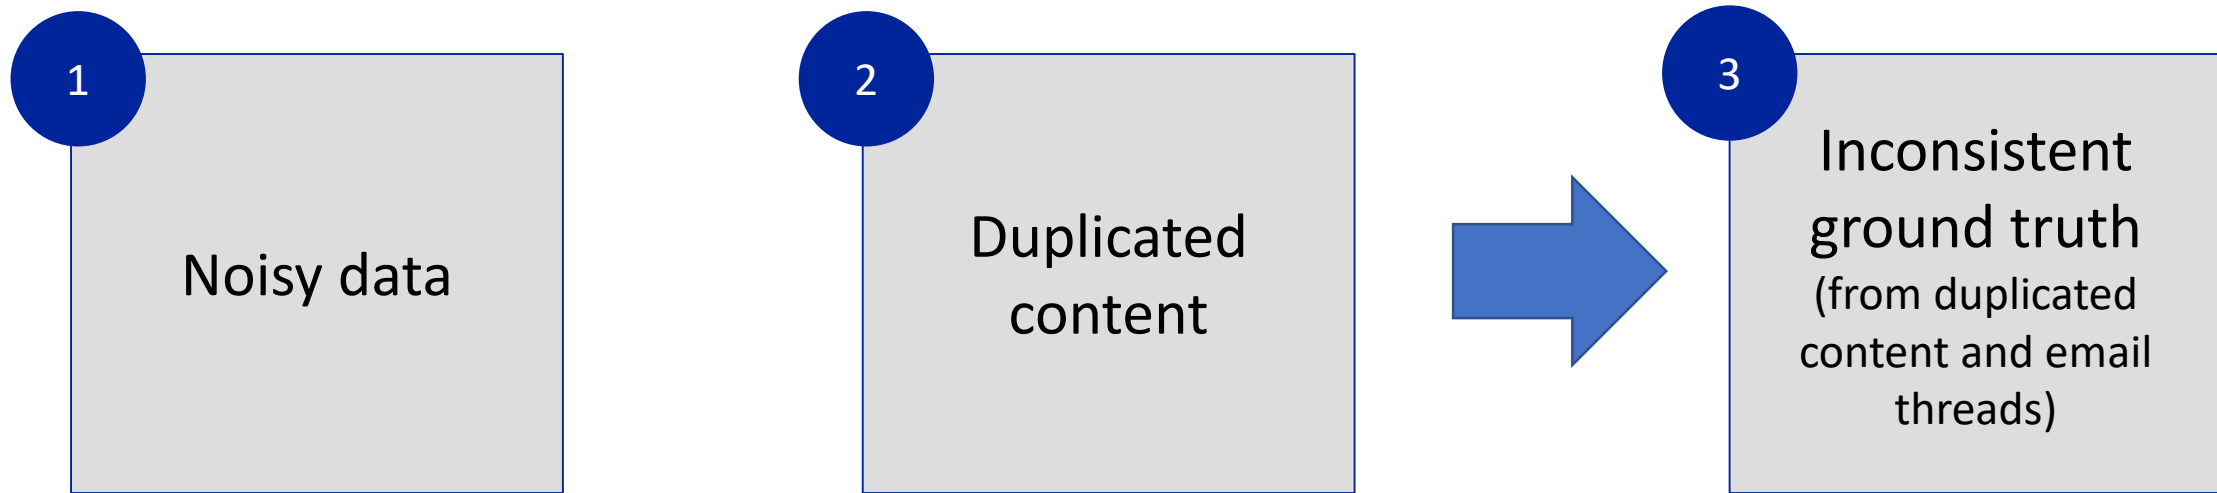 1
Noisy data
2
Duplicated
content
3
Inconsistent
ground truth
(from duplicated
content and email
threads)